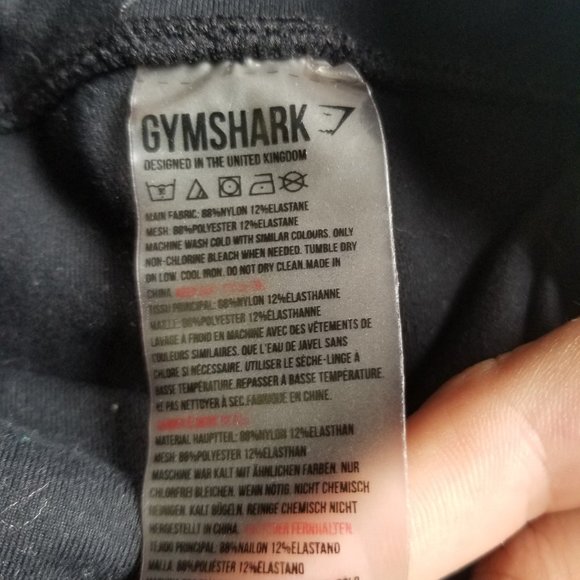 GYMSHARK
DESIGNED IN THE UNITED KINGDOM
MAIN FABRIC: 88%NYLON 12%ELASTANE
MESH: 88%POLYESTER 12%ELASTANE
MACHINE WASH COLD WITH SIMILAR COLOURS. ONLY
NON-CHLORINE BLEACH WHEN NEEDED. TUMBLE DRY
ON LOW. COOL IRON. DO NOT DRY CLEAN.MADE IN
CHINA.
TISSU PRINCIPAL: 88%NYLON 12%ÉLASTHANNE
MAILLE: 88%POLYESTER 12%ÉLASTHANNE
LAVAGE À FROID EN MACHINE AVEC DES VÊTEMENTS DE
COULEURS SIMILAIRES. QUE L'EAU DE JAVEL SANS
CHLORE SI NÉCESSAIRE. UTILISER LE SÈCHE-LINGE À
BASSE TEMPÉRATURE. REPASSER À BASSE TEMPÉRATURE.
NE PAS NETTOYER À SEC.FABRIQUE EN CHINE.
MATERIAL HAUPTTEIL: 88%NYLON 12%ELASTHAN
MESH: 88%POLYESTER 12%ELASTHAN
MASCHINE WAR KALT MIT ÄHNLICHEN FARBEN. NUR
CHLORFREI BLEICHEN, WENN NÖTIG. NICHT CHEMISCH
REINIGEN. KALT BÜGELN. REINIGE CHEMISCH NICHT
HERGESTELLT IN CHINA. FERNHALTEN.
TEJIDO PRINCIPAL: 88%NAILON 12%ELASTANO
MALLA: 88%POLIÉSTER 12%ELASTANO